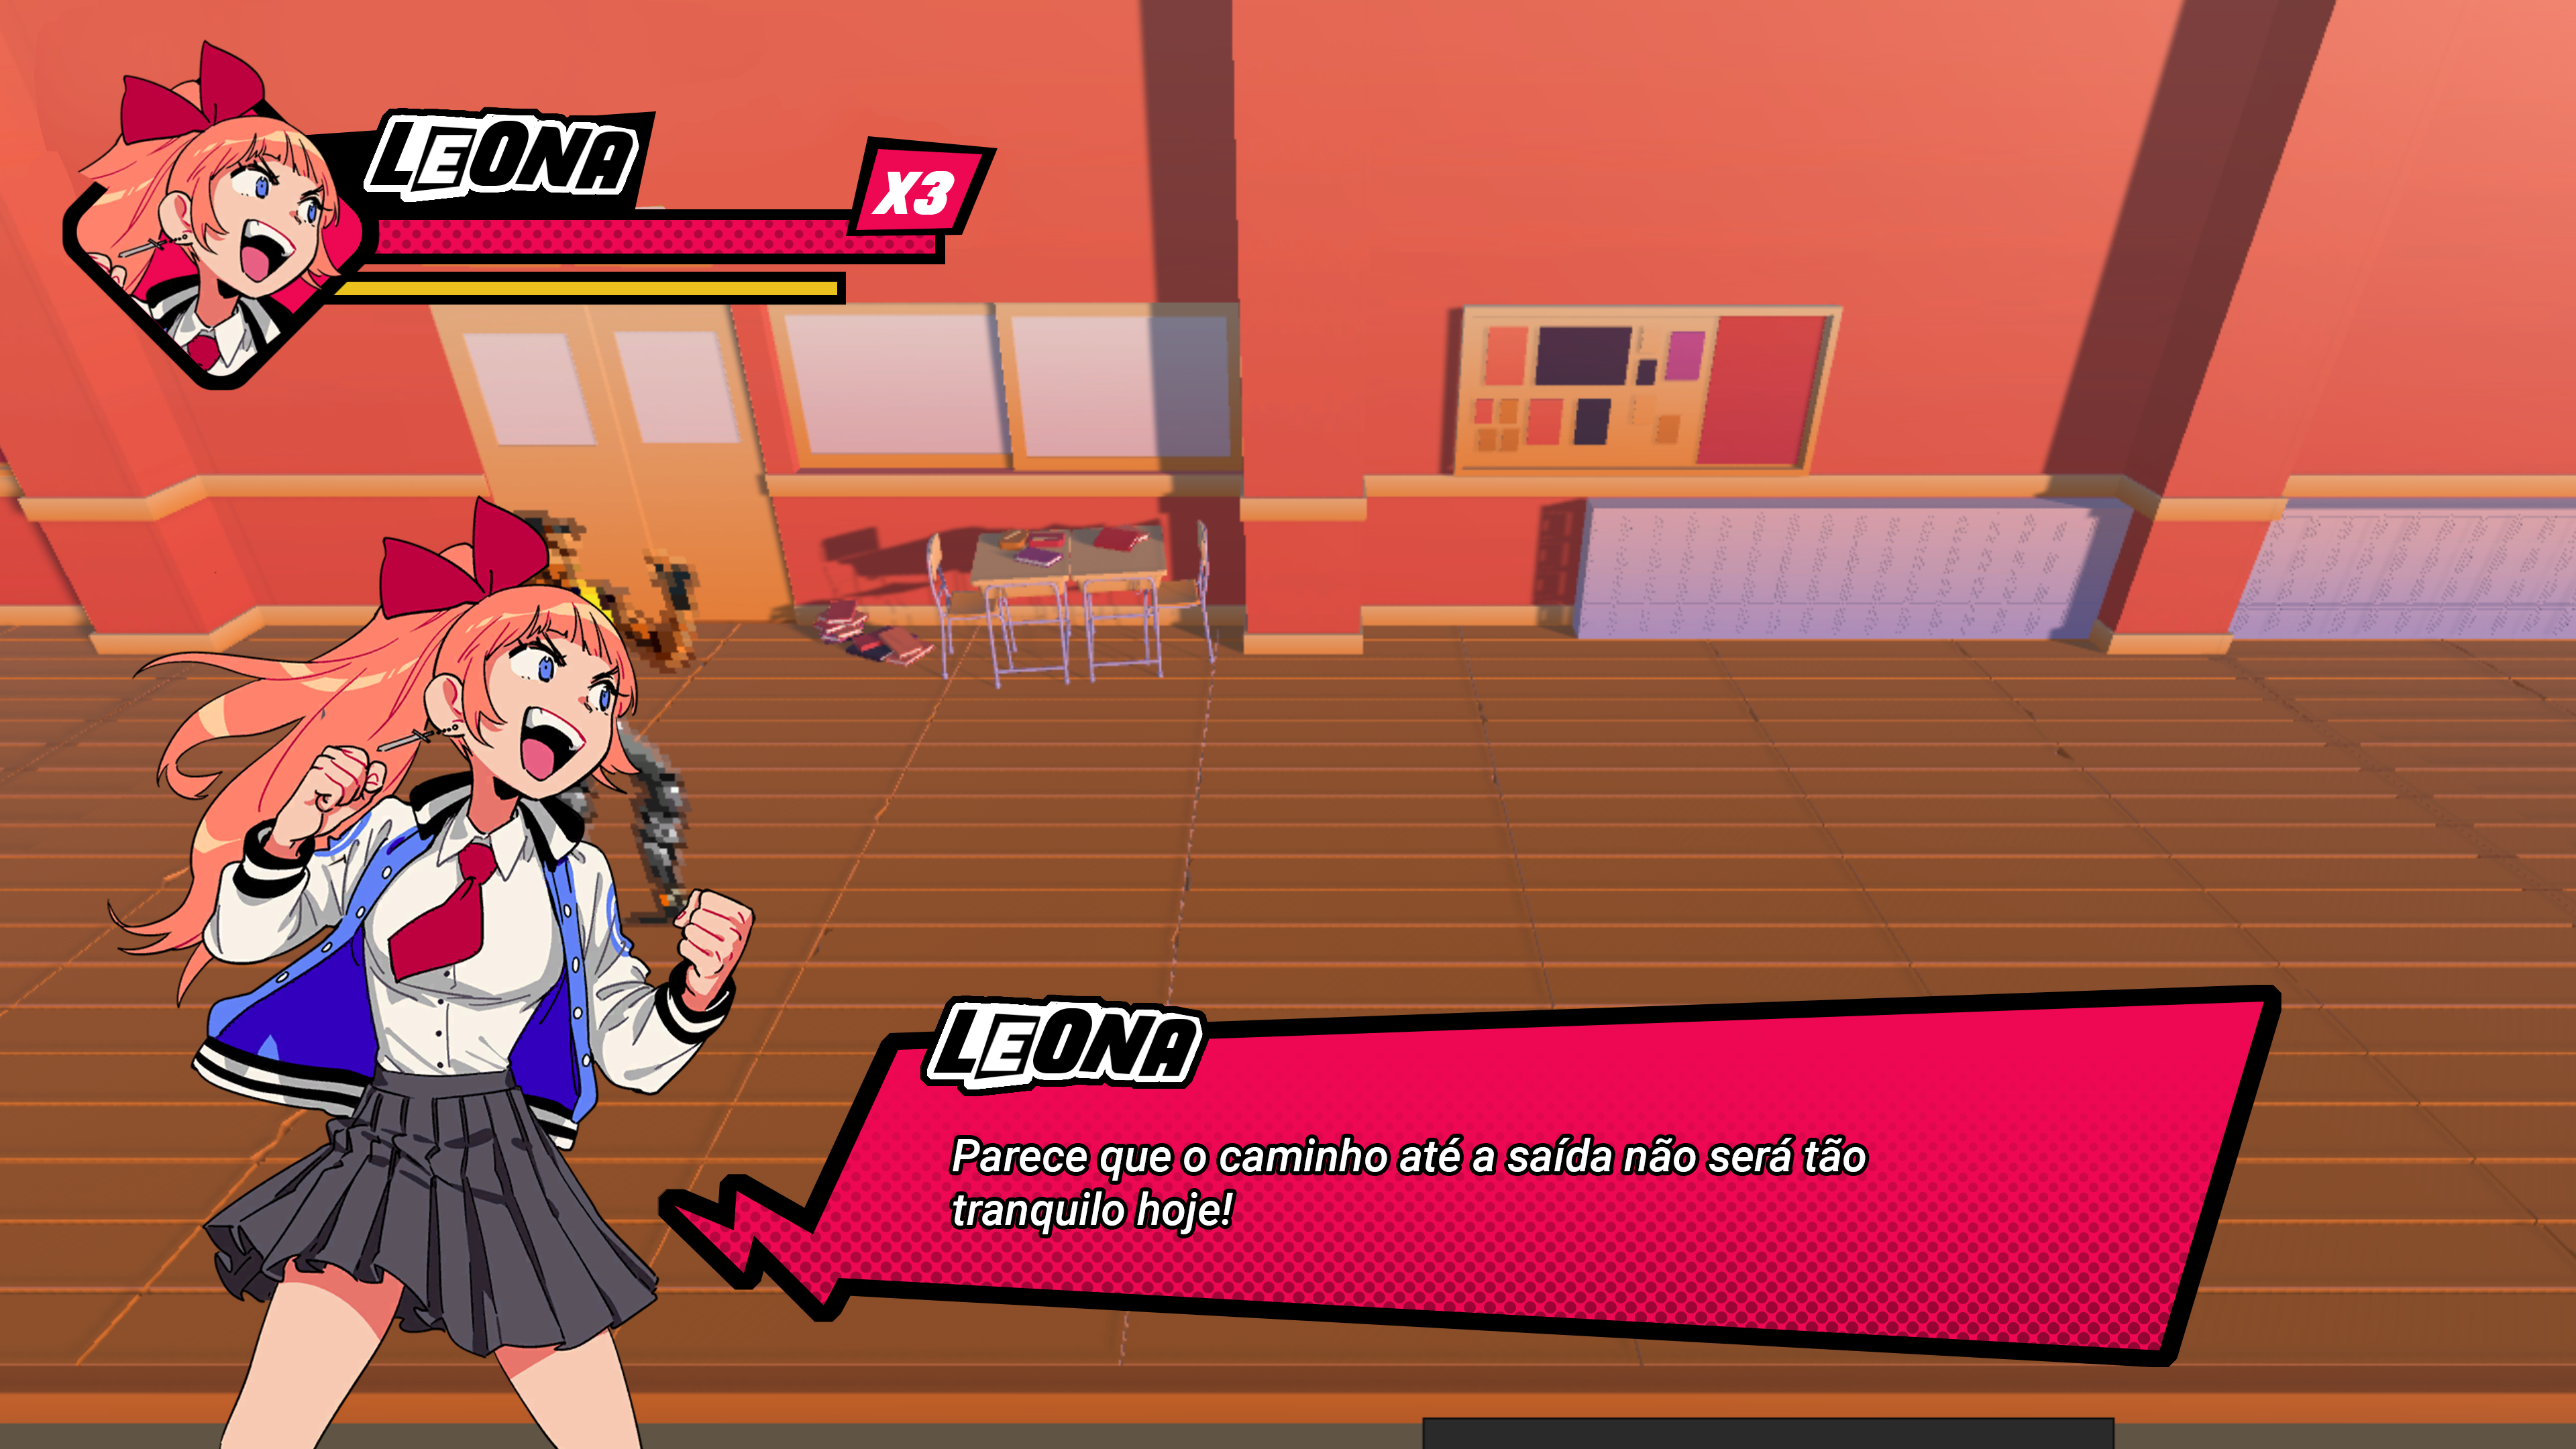 LEONA
X3
LEONA
Parece que o caminho até a saída não será tão
tranquilo hoje!